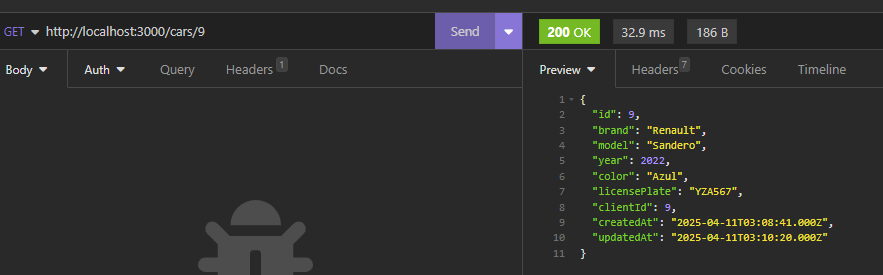 GET http://localhost:3000/cars/9 Send 200 OK 32.9 ms 186 B
Body Auth Query Headers 1 Docs Preview Headers 7 Cookies Timeline
1 {
2 "id": 9,
3 "brand": "Renault",
4 "model": "Sandero",
5 "year": 2022,
6 "color": "Azul",
7 "licensePlate": "YZA567",
8 "clientId": 9,
9 "createdAt": "2025-04-11T03:08:41.000Z",
10 "updatedAt": "2025-04-11T03:10:20.000Z"
11 }